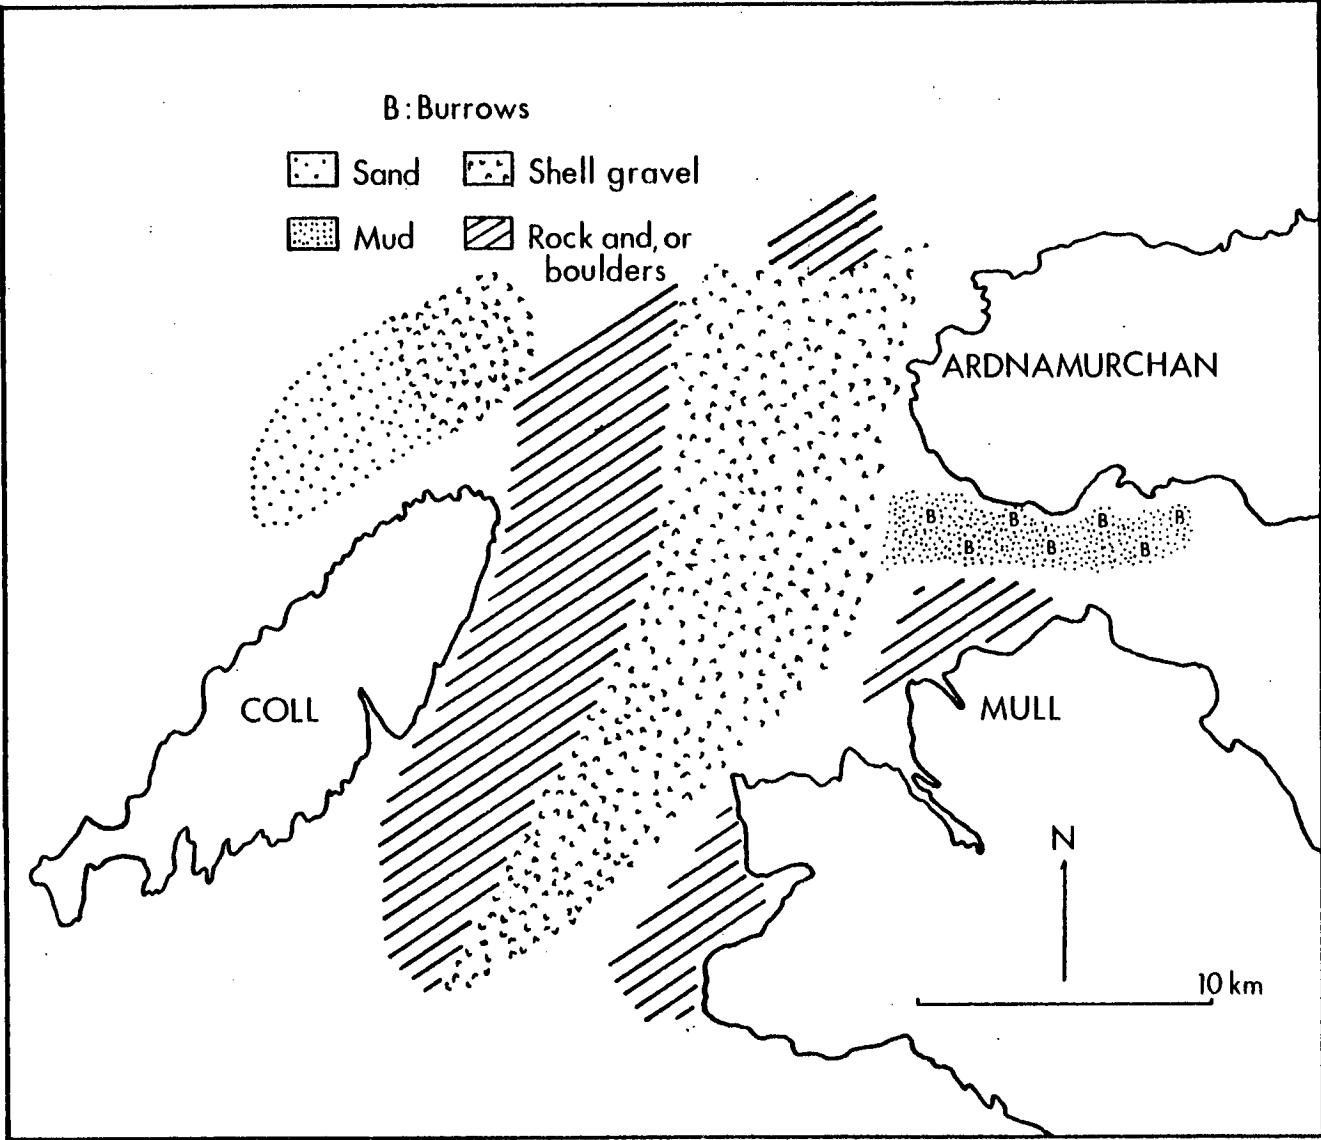 B: Burrows
Sand
Shell gravel
Mud
Rock and, or
boulders
ARDNAMURCHAN
B B B B
B B B
COLL
MULL
N
10 km